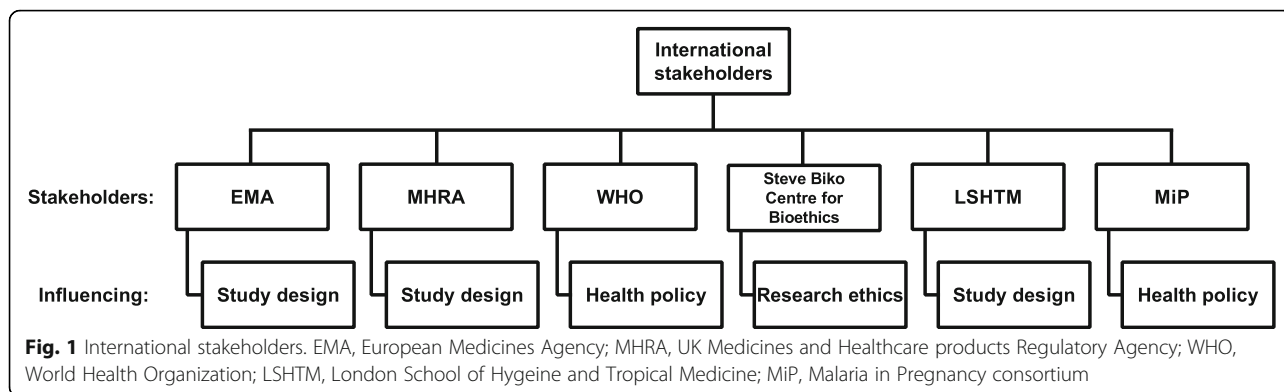 International
stakeholders
Stakeholders: EMA MHRA WHO Steve Biko Centre for Bioethics LSHTM MiP
Influencing: Study design Study design Health policy Research ethics Study design Health policy
Fig. 1 International stakeholders. EMA, European Medicines Agency; MHRA, UK Medicines and Healthcare products Regulatory Agency; WHO,
World Health Organization; LSHTM, London School of Hygeine and Tropical Medicine; MiP, Malaria in Pregnancy consortium